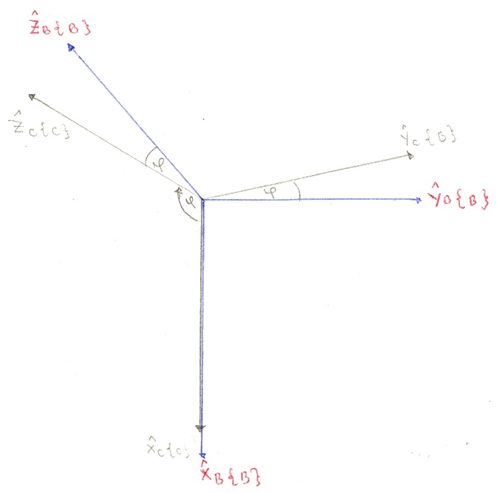 Ẑ_B{B}
Ẑ_C{C}
Ŷ_C{B}
φ
φ
Ŷ_B{B}
φ
X̂_C{C}
X̂_B{B}